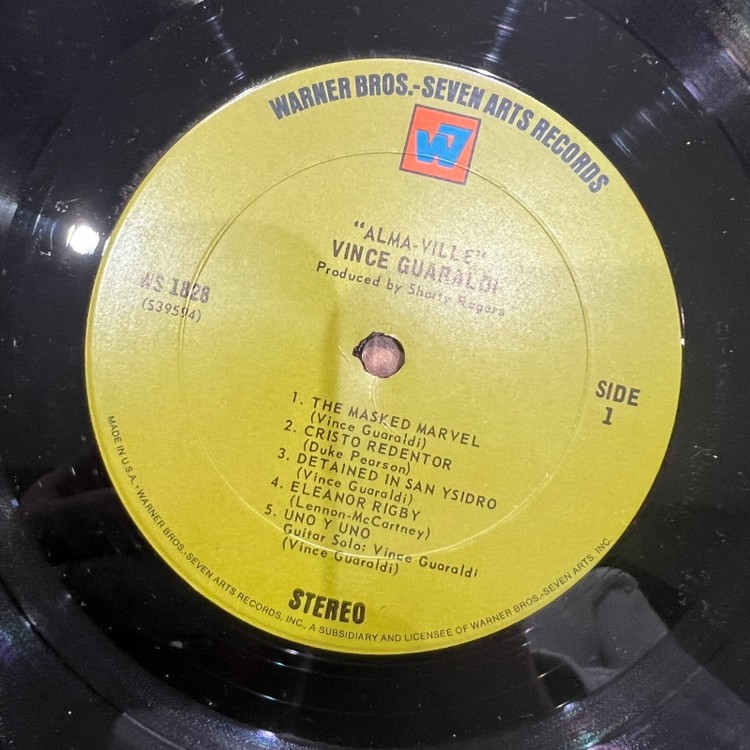 WARNER BROS.-SEVEN ARTS RECORDS
W7
"ALMA-VILLE"
VINCE GUARALDI
Produced by Shorty Rogers
WS 1828
(S39594)
SIDE
1
1. THE MASKED MARVEL
(Vince Guaraldi)
2. CRISTO REDENTOR
(Duke Pearson)
3. DETAINED IN SAN YSIDRO
(Vince Guaraldi)
4. ELEANOR RIGBY
(Lennon-McCartney)
5. UNO Y UNO
Guitar Solo: Vince Guaraldi
(Vince Guaraldi)
STEREO
MADE IN U.S.A. • WARNER BROS.-SEVEN ARTS RECORDS, INC., A SUBSIDIARY AND LICENSEE OF WARNER BROS.-SEVEN ARTS, INC.